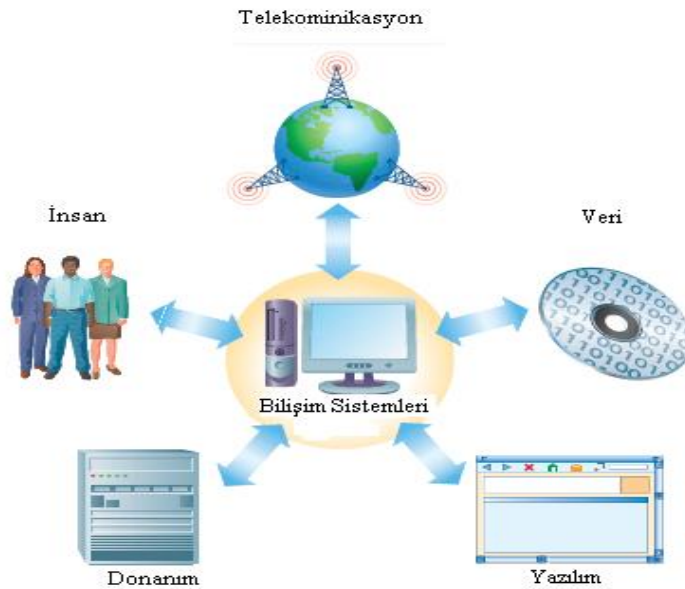 Telekominikasyon
İnsan
Veri
Bilişim Sistemleri
Donanım
Yazılım